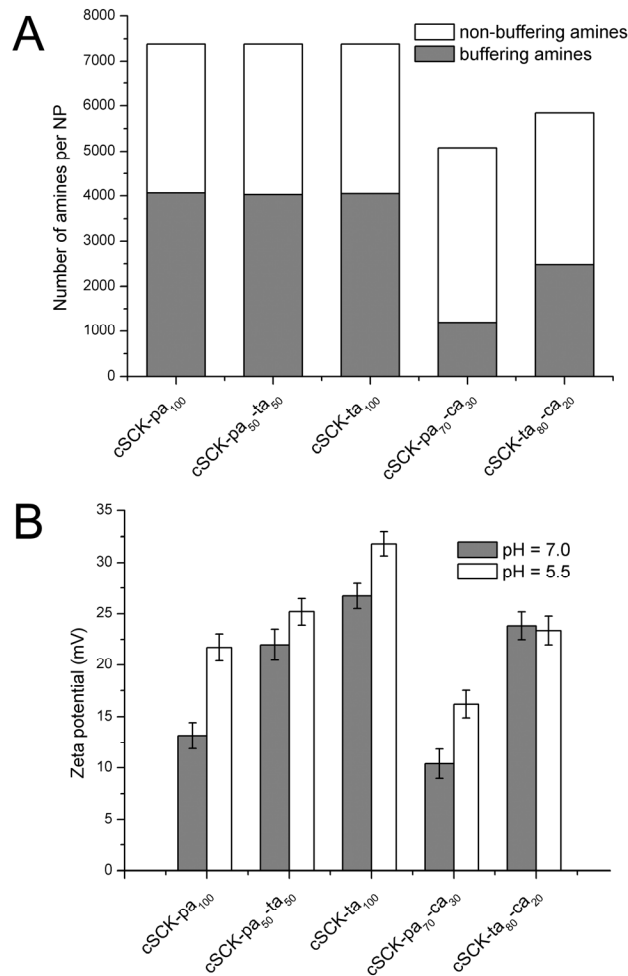 A
8000
7000
6000
5000
4000
3000
2000
1000
0
Number of amines per NP
non-buffering amines
buffering amines
cSCK-pa100
cSCK-pa50-ta50
cSCK-ta100
cSCK-pa70-ca30
cSCK-ta80-ca20
B
35
30
25
20
15
10
5
0
Zeta potential (mV)
pH = 7.0
pH = 5.5
cSCK-pa100
cSCK-pa50-ta50
cSCK-ta100
cSCK-pa70-ca30
cSCK-ta80-ca20